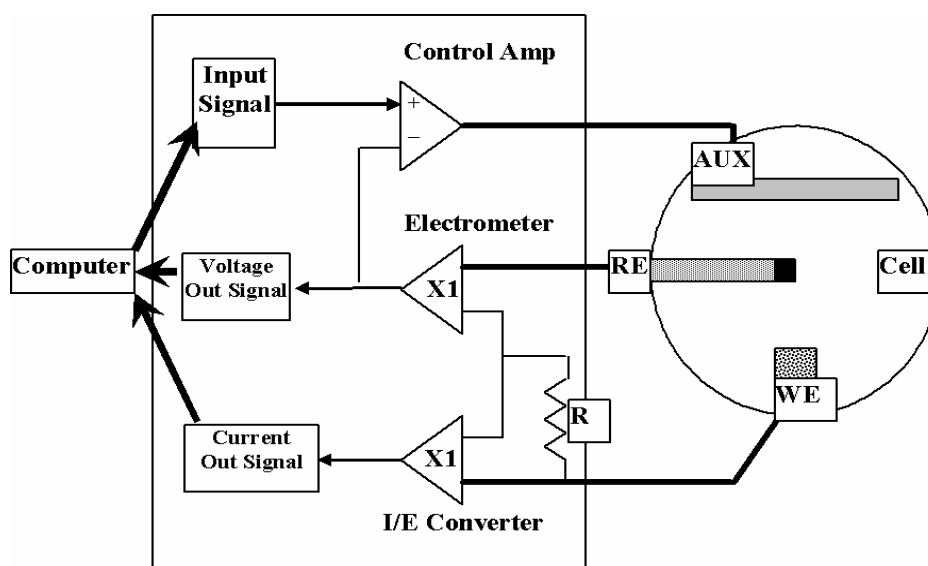 Control Amp
Input
Signal
+
−
AUX
Electrometer
Computer
Voltage
Out Signal
X1
RE
Cell
WE
R
Current
Out Signal
X1
I/E Converter